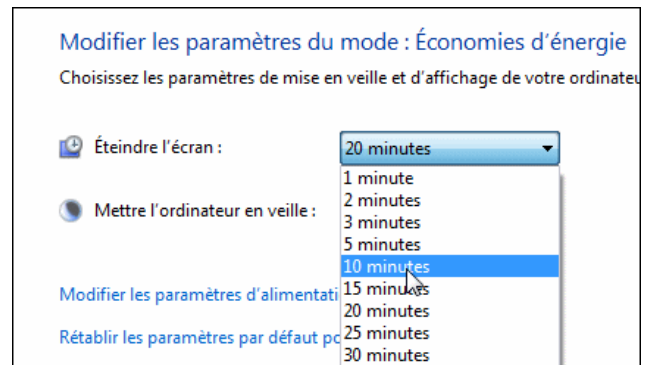 Modifier les paramètres du mode : Économies d’énergie
Choisissez les paramètres de mise en veille et d’affichage de votre ordinateu
Éteindre l’écran : 20 minutes
1 minute
2 minutes
Mettre l’ordinateur en veille : 3 minutes
5 minutes
10 minutes
Modifier les paramètres d’alimentati 15 minutes
20 minutes
Rétablir les paramètres par défaut po 25 minutes
30 minutes